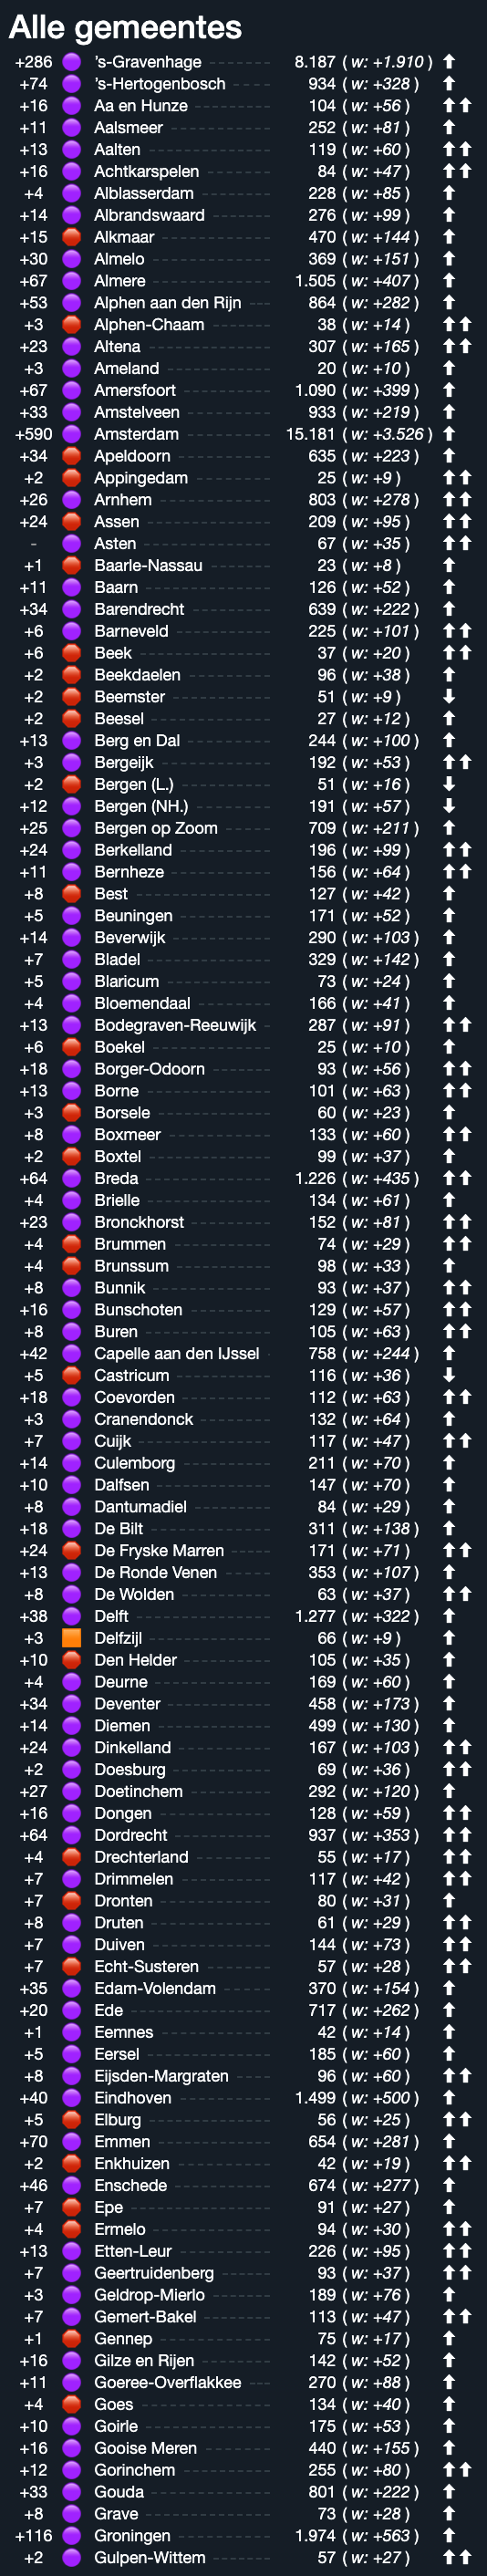 Alle gemeentes
+286 's-Gravenhage 8.187 ( w: +1.910 )
+74 's-Hertogenbosch 934 ( w: +328 )
+16 Aa en Hunze 104 ( w: +56 )
+11 Aalsmeer 252 ( w: +81 )
+13 Aalten 119 ( w: +60 )
+16 Achtkarspelen 84 ( w: +47 )
+4 Alblasserdam 228 ( w: +85 )
+14 Albrandswaard 276 ( w: +99 )
+15 Alkmaar 470 ( w: +144 )
+30 Almelo 369 ( w: +151 )
+67 Almere 1.505 ( w: +407 )
+53 Alphen aan den Rijn 864 ( w: +282 )
+3 Alphen-Chaam 38 ( w: +14 )
+23 Altena 307 ( w: +165 )
+3 Ameland 20 ( w: +10 )
+67 Amersfoort 1.090 ( w: +399 )
+33 Amstelveen 933 ( w: +219 )
+590 Amsterdam 15.181 ( w: +3.526 )
+34 Apeldoorn 635 ( w: +223 )
+2 Appingedam 25 ( w: +9 )
+26 Arnhem 803 ( w: +278 )
+24 Assen 209 ( w: +95 )
- Asten 67 ( w: +35 )
+1 Baarle-Nassau 23 ( w: +8 )
+11 Baarn 126 ( w: +52 )
+34 Barendrecht 639 ( w: +222 )
+6 Barneveld 225 ( w: +101 )
+6 Beek 37 ( w: +20 )
+2 Beekdaelen 96 ( w: +38 )
+2 Beemster 51 ( w: +9 )
+2 Beesel 27 ( w: +12 )
+13 Berg en Dal 244 ( w: +100 )
+3 Bergeijk 192 ( w: +53 )
+2 Bergen (L.) 51 ( w: +16 )
+12 Bergen (NH.) 191 ( w: +57 )
+25 Bergen op Zoom 709 ( w: +211 )
+24 Berkelland 196 ( w: +99 )
+11 Bernheze 156 ( w: +64 )
+8 Best 127 ( w: +42 )
+5 Beuningen 171 ( w: +52 )
+14 Beverwijk 290 ( w: +103 )
+7 Bladel 329 ( w: +142 )
+5 Blaricum 73 ( w: +24 )
+4 Bloemendaal 166 ( w: +41 )
+13 Bodegraven-Reeuwijk 287 ( w: +91 )
+6 Boekel 25 ( w: +10 )
+18 Borger-Odoorn 93 ( w: +56 )
+13 Borne 101 ( w: +63 )
+3 Borsele 60 ( w: +23 )
+8 Boxmeer 133 ( w: +60 )
+2 Boxtel 99 ( w: +37 )
+64 Breda 1.226 ( w: +435 )
+4 Brielle 134 ( w: +61 )
+23 Bronckhorst 152 ( w: +81 )
+4 Brummen 74 ( w: +29 )
+4 Brunssum 98 ( w: +33 )
+8 Bunnik 93 ( w: +37 )
+16 Bunschoten 129 ( w: +57 )
+8 Buren 105 ( w: +63 )
+42 Capelle aan den IJssel 758 ( w: +244 )
+5 Castricum 116 ( w: +36 )
+18 Coevorden 112 ( w: +63 )
+3 Cranendonck 132 ( w: +64 )
+7 Cuijk 117 ( w: +47 )
+14 Culemborg 211 ( w: +70 )
+10 Dalfsen 147 ( w: +70 )
+8 Dantumadiel 84 ( w: +29 )
+18 De Bilt 311 ( w: +138 )
+24 De Fryske Marren 171 ( w: +71 )
+13 De Ronde Venen 353 ( w: +107 )
+8 De Wolden 63 ( w: +37 )
+38 Delft 1.277 ( w: +322 )
+3 Delfzijl 66 ( w: +9 )
+10 Den Helder 105 ( w: +35 )
+4 Deurne 169 ( w: +60 )
+34 Deventer 458 ( w: +173 )
+14 Diemen 499 ( w: +130 )
+24 Dinkelland 167 ( w: +103 )
+2 Doesburg 69 ( w: +36 )
+27 Doetinchem 292 ( w: +120 )
+16 Dongen 128 ( w: +59 )
+64 Dordrecht 937 ( w: +353 )
+4 Drechterland 55 ( w: +17 )
+7 Drimmelen 117 ( w: +42 )
+7 Dronten 80 ( w: +31 )
+8 Druten 61 ( w: +29 )
+7 Duiven 144 ( w: +73 )
+7 Echt-Susteren 57 ( w: +28 )
+35 Edam-Volendam 370 ( w: +154 )
+20 Ede 717 ( w: +262 )
+1 Eemnes 42 ( w: +14 )
+5 Eersel 185 ( w: +60 )
+8 Eijsden-Margraten 96 ( w: +60 )
+40 Eindhoven 1.499 ( w: +500 )
+5 Elburg 56 ( w: +25 )
+70 Emmen 654 ( w: +281 )
+2 Enkhuizen 42 ( w: +19 )
+46 Enschede 674 ( w: +277 )
+7 Epe 91 ( w: +27 )
+4 Ermelo 94 ( w: +30 )
+13 Etten-Leur 226 ( w: +95 )
+7 Geertruidenberg 93 ( w: +37 )
+3 Geldrop-Mierlo 189 ( w: +76 )
+7 Gemert-Bakel 113 ( w: +47 )
+1 Gennep 75 ( w: +17 )
+16 Gilze en Rijen 142 ( w: +52 )
+11 Goeree-Overflakkee 270 ( w: +88 )
+4 Goes 134 ( w: +40 )
+10 Goirle 175 ( w: +53 )
+16 Gooise Meren 440 ( w: +155 )
+12 Gorinchem 255 ( w: +80 )
+33 Gouda 801 ( w: +222 )
+8 Grave 73 ( w: +28 )
+116 Groningen 1.974 ( w: +563 )
+2 Gulpen-Wittem 57 ( w: +27 )